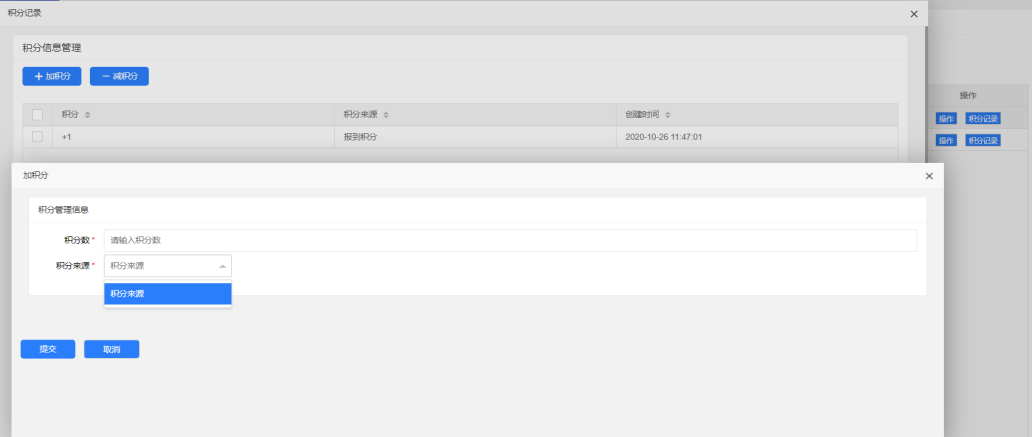 积分记录
积分信息管理
加积分 减积分
积分 积分来源 创建时间 操作
+1 报到积分 2020-10-26 11:47:01 操作 积分记录
操作 积分记录
加积分
积分管理信息
积分数 * 请输入积分数
积分来源 * 积分来源
积分来源
提交 取消